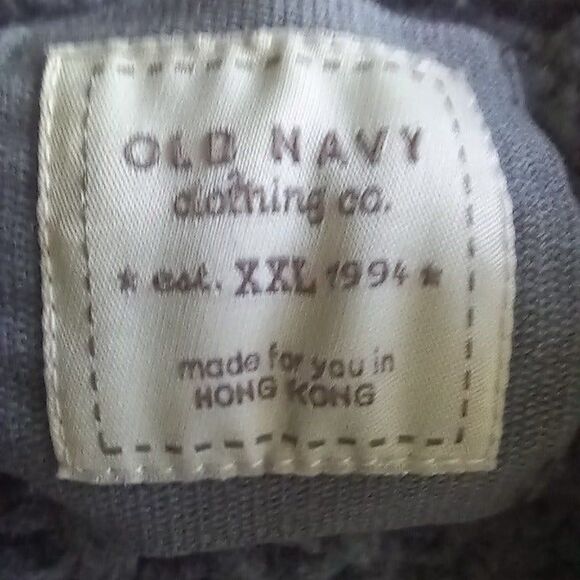 OLD NAVY
clothing co.
★ est. XXL 1994 ★
made for you in
HONG KONG